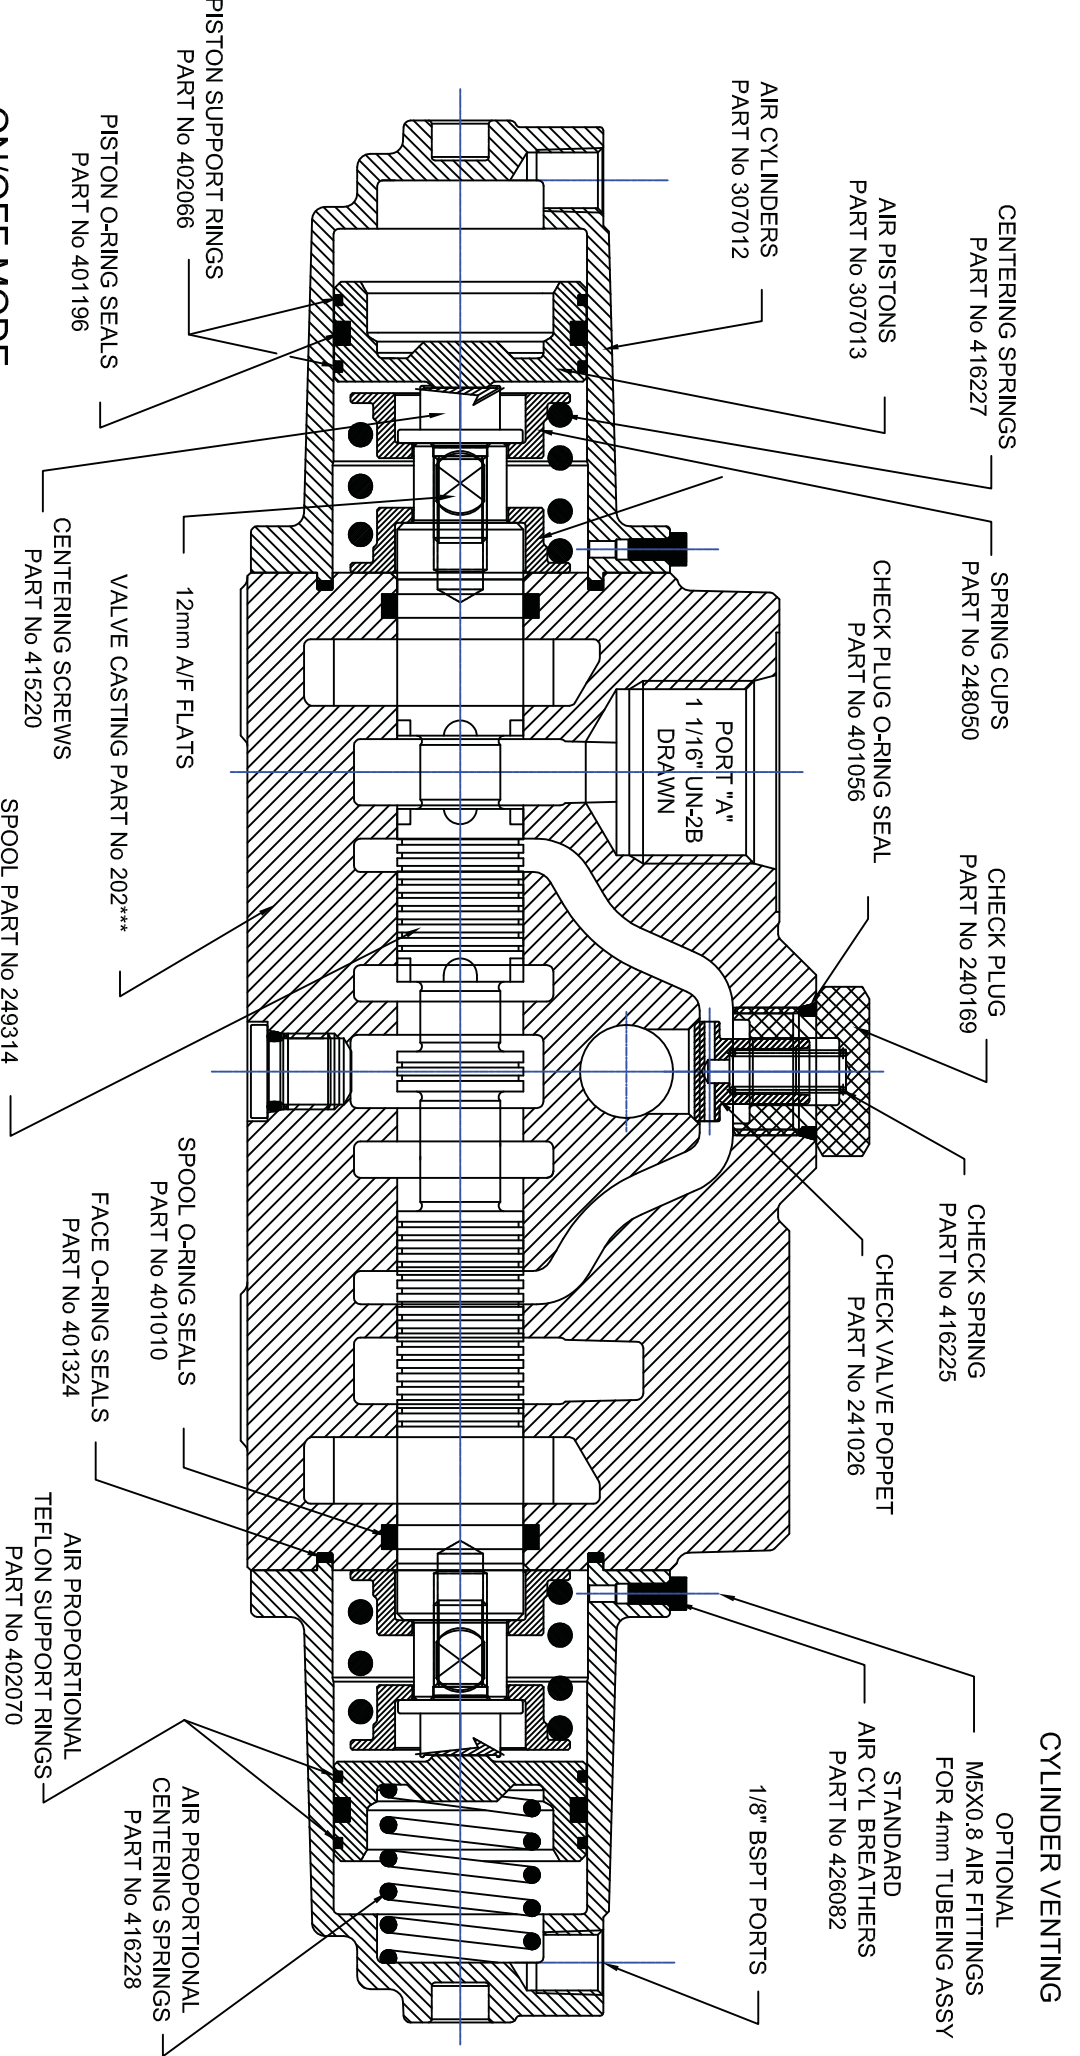 CYLINDER VENTING
OPTIONAL
M5X0.8 AIR FITTINGS
FOR 4mm TUBEING ASSY
STANDARD
AIR CYL BREATHERS
PART No 426082
1/8" BSPT PORTS
CENTERING SPRINGS
PART No 416227
SPRING CUPS
PART No 248050
CHECK PLUG
PART No 240169
CHECK SPRING
PART No 416225
AIR PISTONS
PART No 307013
CHECK PLUG O-RING SEAL
PART No 401056
CHECK VALVE POPPET
PART No 241026
AIR CYLINDERS
PART No 307012
PORT "A"
1 1/16" UN-2B
DRAWN
PISTON SUPPORT RINGS
PART No 402066
PISTON O-RING SEALS
PART No 401196
12mm A/F FLATS
VALVE CASTING PART No 202***
CENTERING SCREWS
PART No 415220
SPOOL PART No 249314
SPOOL O-RING SEALS
PART No 401010
FACE O-RING SEALS
PART No 401324
AIR PROPORTIONAL
CENTERING SPRINGS
PART No 416228
AIR PROPORTIONAL
TEFLON SUPPORT RINGS
PART No 402070
ON/OFF MODE